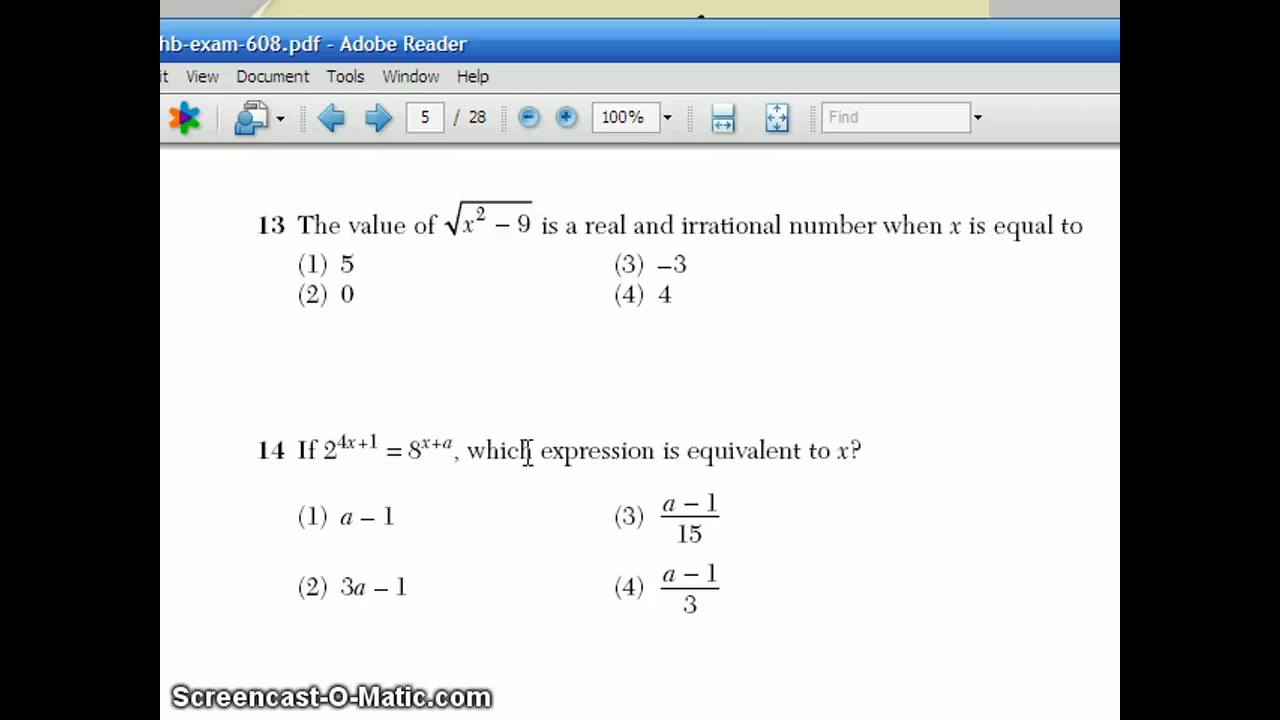 hb-exam-608.pdf - Adobe Reader
it View Document Tools Window Help
5 / 28 100% Find
13 The value of √(x² − 9) is a real and irrational number when x is equal to
(1) 5 (3) −3
(2) 0 (4) 4
14 If 2^(4x+1) = 8^(x+a), which expression is equivalent to x?
(1) a − 1 (3) (a − 1)/15
(2) 3a − 1 (4) (a − 1)/3
Screencast-O-Matic.com